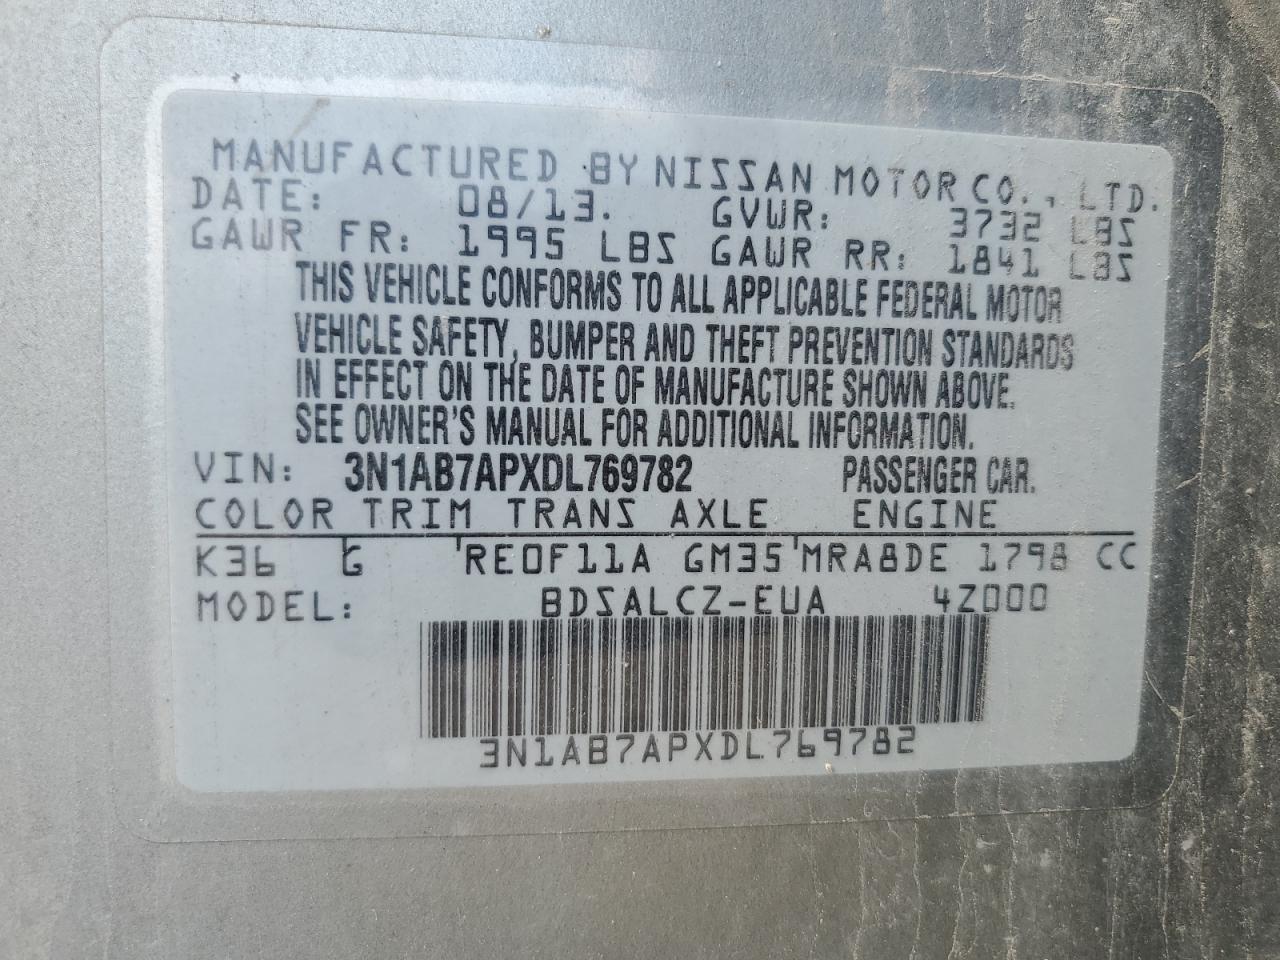 MANUFACTURED BY NISSAN MOTOR CO., LTD.
DATE: 08/13. GVWR: 3732 LBS
GAWR FR: 1995 LBS GAWR RR: 1841 LBS
THIS VEHICLE CONFORMS TO ALL APPLICABLE FEDERAL MOTOR
VEHICLE SAFETY, BUMPER AND THEFT PREVENTION STANDARDS
IN EFFECT ON THE DATE OF MANUFACTURE SHOWN ABOVE.
SEE OWNER'S MANUAL FOR ADDITIONAL INFORMATION.
VIN: 3N1AB7APXDL769782 PASSENGER CAR.
COLOR TRIM TRANS AXLE ENGINE
K36 G RE0F11A GM35 MRA8DE 1798 CC
MODEL: BDSALCZ-EUA 4Z000
3N1AB7APXDL769782